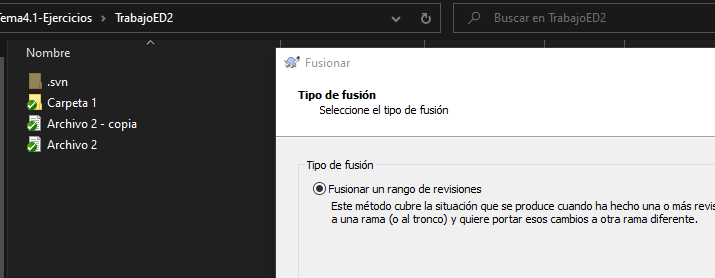 Tema4.1-Ejercicios > TrabajoED2
Buscar en TrabajoED2
Nombre
.svn
Carpeta 1
Archivo 2 - copia
Archivo 2
Fusionar
Tipo de fusión
Seleccione el tipo de fusión
Tipo de fusión
Fusionar un rango de revisiones
Este método cubre la situación que se produce cuando ha hecho una o más revis
a una rama (o al tronco) y quiere portar esos cambios a otra rama diferente.